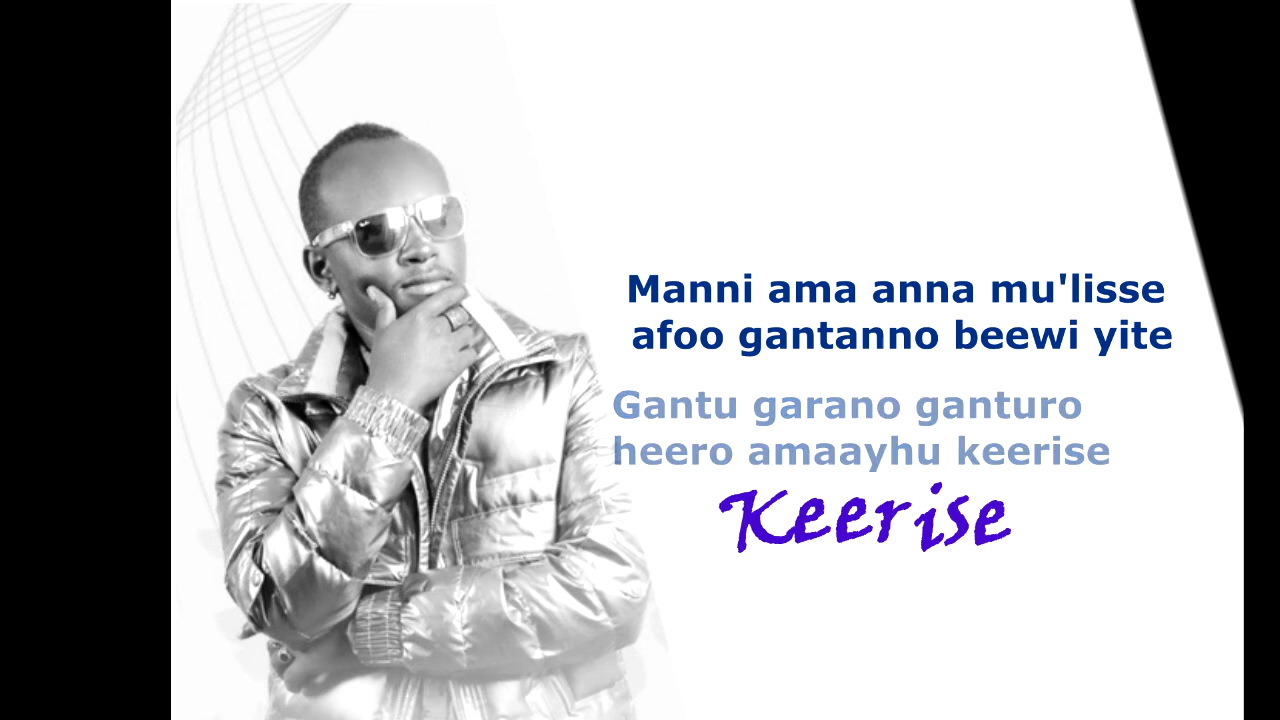 Manni ama anna mu'lisse
afoo gantanno beewi yite
Gantu garano ganturo
heero amaayhu keerise
Keerise